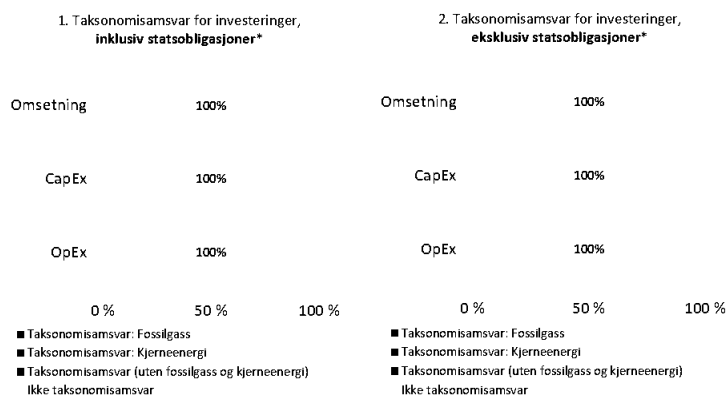 1. Taksonomisamsvar for investeringer,
inklusiv statsobligasjoner*
Omsetning 100%
CapEx 100%
OpEx 100%
0 % 50 % 100 %
■ Taksonomisamsvar: Fossilgass
■ Taksonomisamsvar: Kjerneenergi
■ Taksonomisamsvar (uten fossilgass og kjerneenergi)
Ikke taksonomisamsvar
2. Taksonomisamsvar for investeringer,
eksklusiv statsobligasjoner*
Omsetning 100%
CapEx 100%
OpEx 100%
0 % 50 % 100 %
■ Taksonomisamsvar: Fossilgass
■ Taksonomisamsvar: Kjerneenergi
■ Taksonomisamsvar (uten fossilgass og kjerneenergi)
Ikke taksonomisamsvar